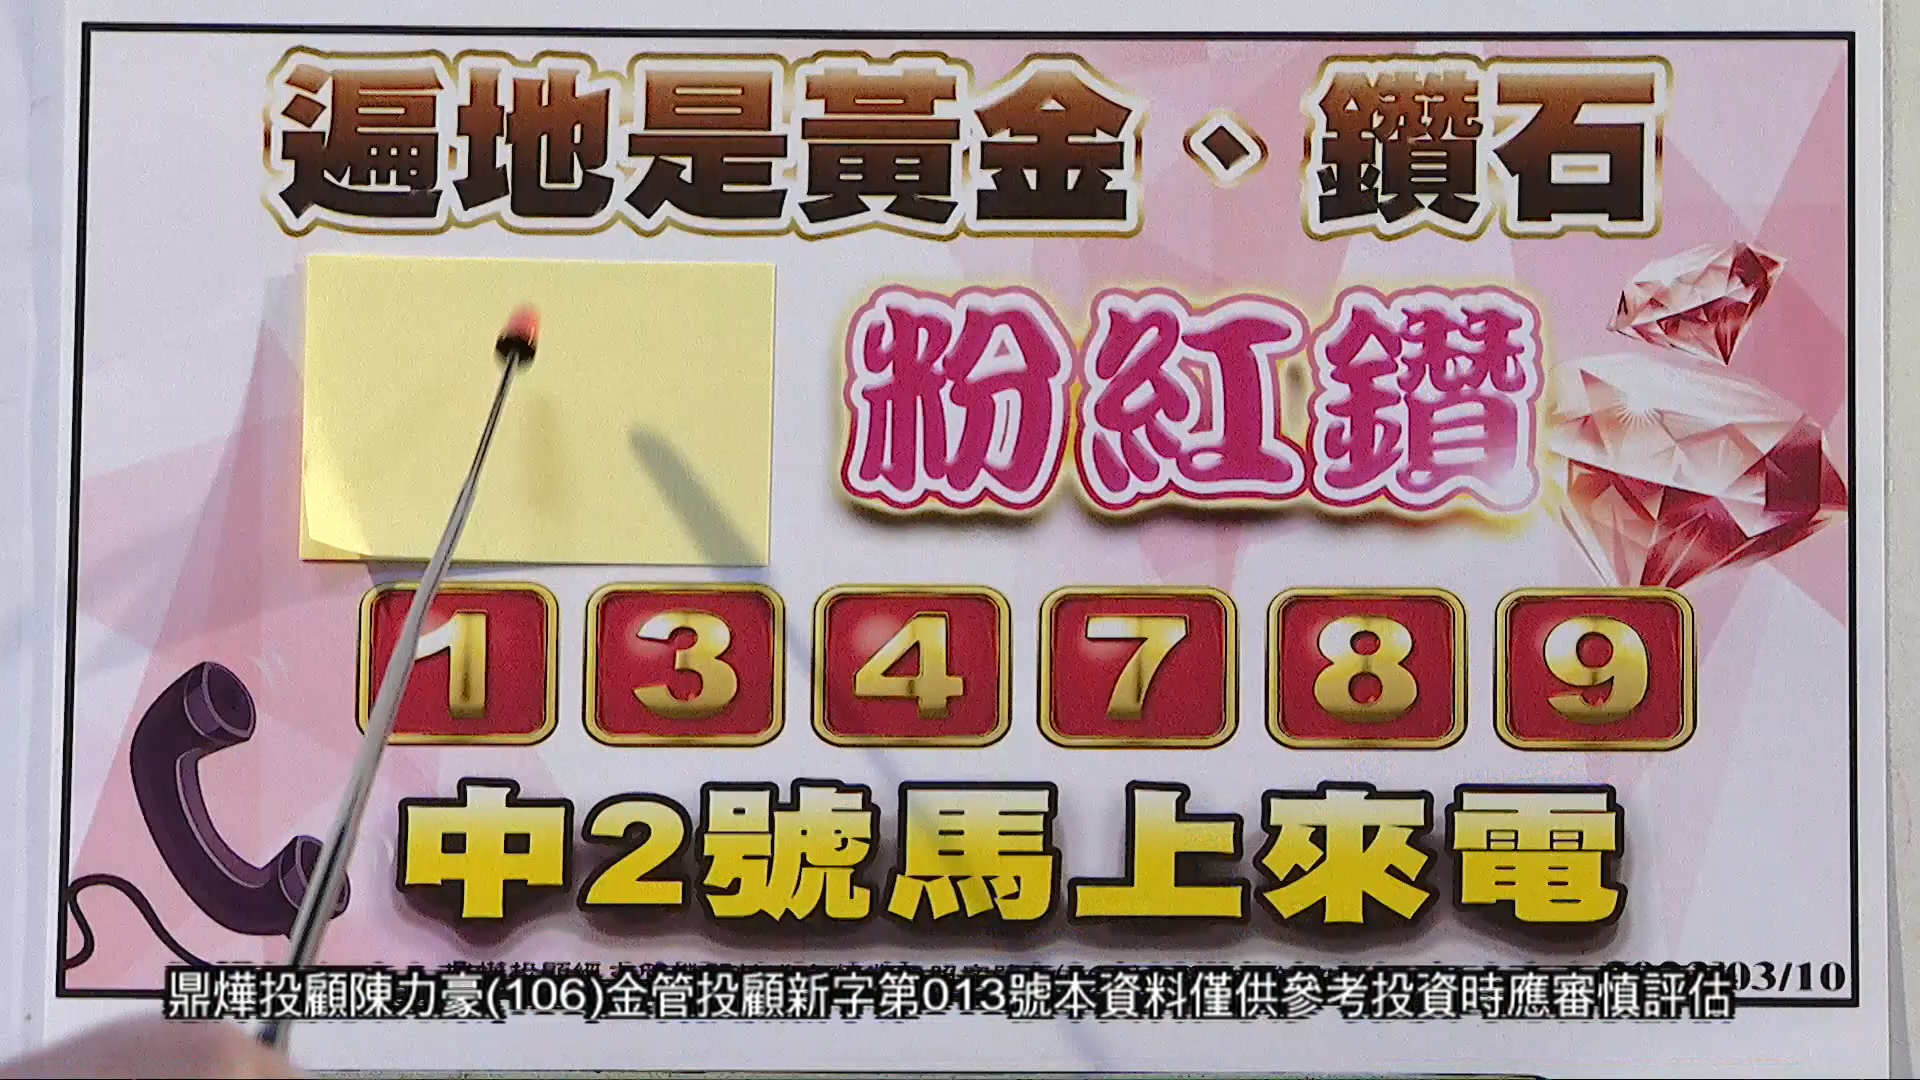 遍地是黃金、鑽石
粉紅鑽
1 3 4 7 8 9
中2號馬上來電
03/10
鼎燁投顧陳力豪(106)金管投顧新字第013號本資料僅供參考投資時應審慎評估